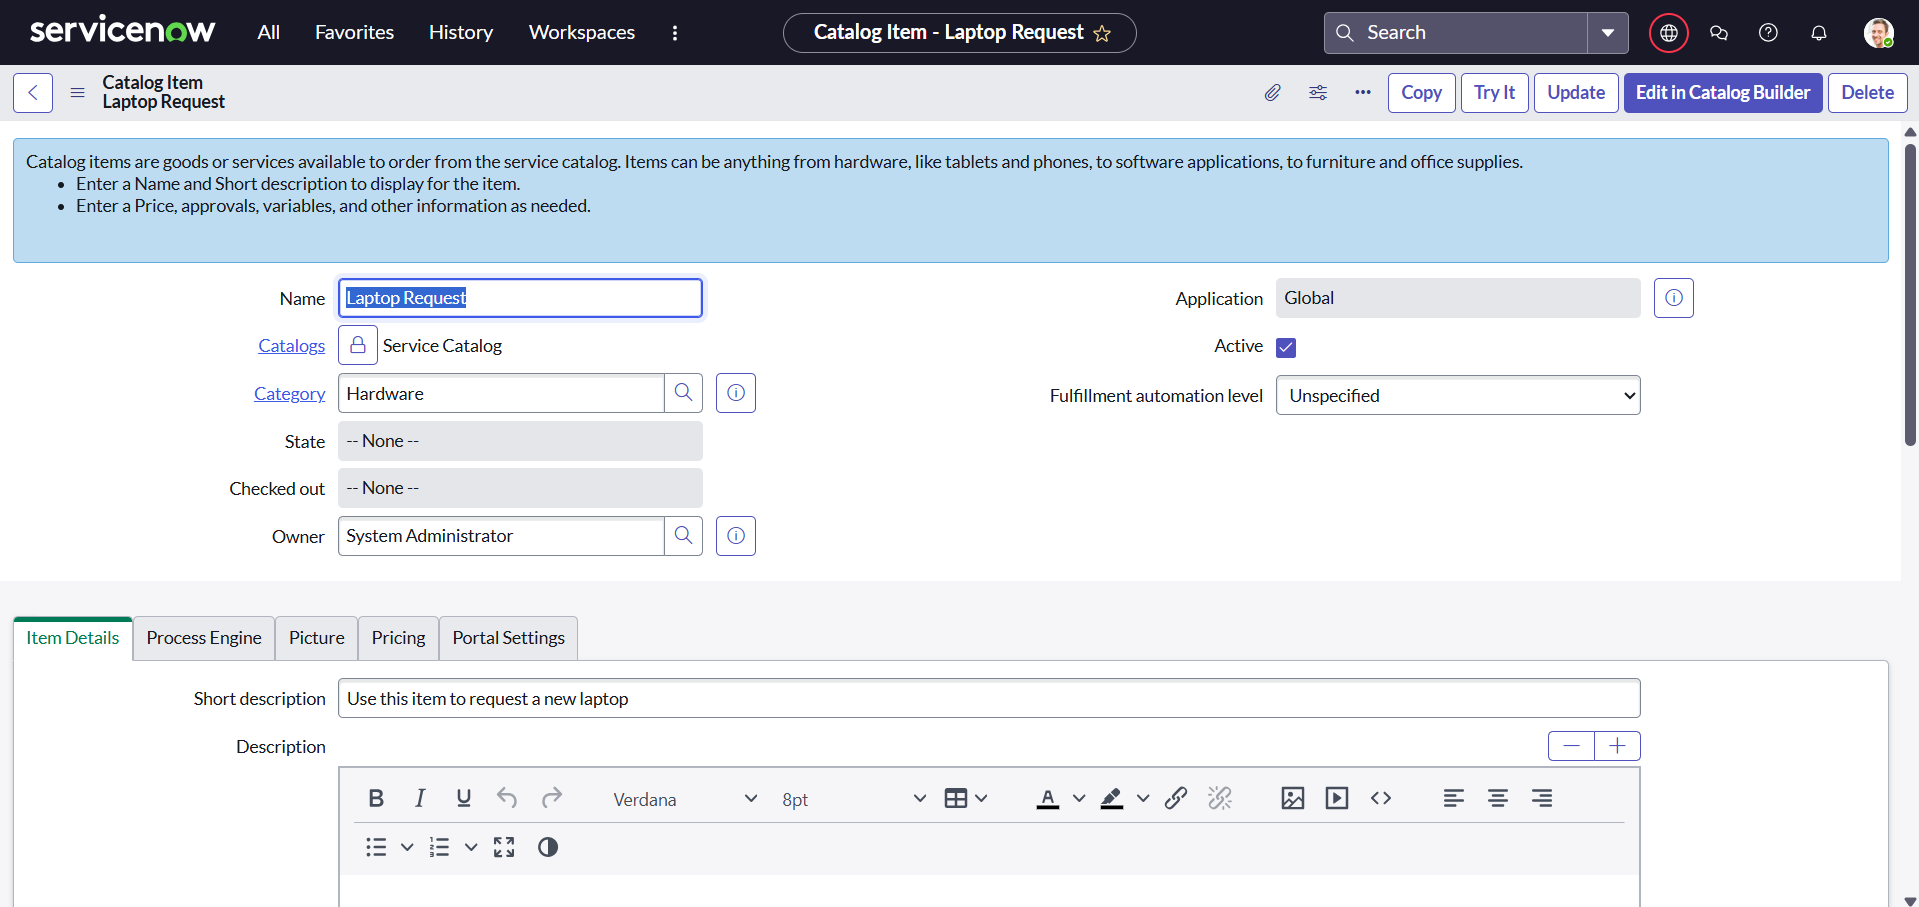 servicenow All Favorites History Workspaces Catalog Item - Laptop Request Search
Catalog Item
Laptop Request
Copy Try It Update Edit in Catalog Builder Delete
Catalog items are goods or services available to order from the service catalog. Items can be anything from hardware, like tablets and phones, to software applications, to furniture and office supplies.
• Enter a Name and Short description to display for the item.
• Enter a Price, approvals, variables, and other information as needed.
Name Laptop Request Application Global
Catalogs Service Catalog Active
Category Hardware Fulfillment automation level Unspecified
State -- None --
Checked out -- None --
Owner System Administrator
Item Details Process Engine Picture Pricing Portal Settings
Short description Use this item to request a new laptop
Description
B I U Verdana 8pt A